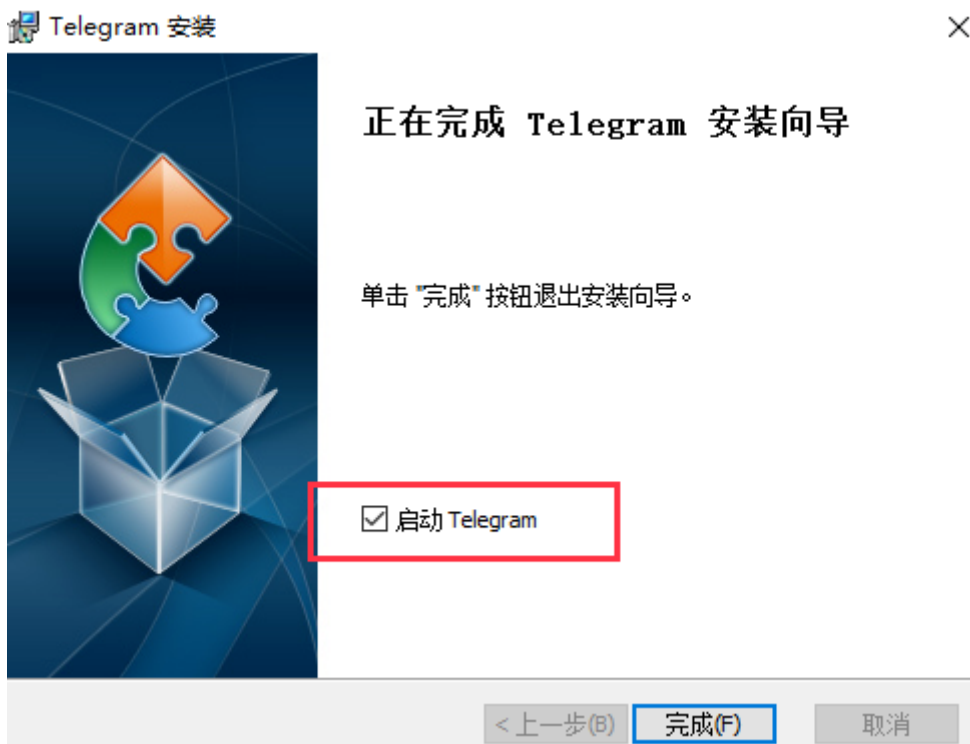 Telegram 安装
正在完成 Telegram 安装向导
单击 "完成" 按钮退出安装向导。
启动 Telegram
< 上一步(B)
完成(F)
取消